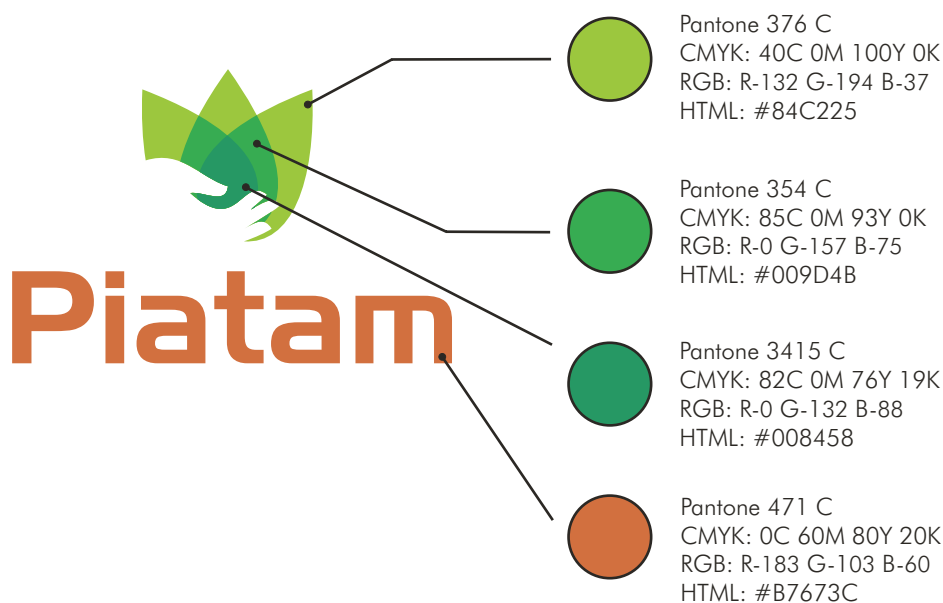 Pantone 376 C
CMYK: 40C 0M 100Y 0K
RGB: R-132 G-194 B-37
HTML: #84C225
Pantone 354 C
CMYK: 85C 0M 93Y 0K
RGB: R-0 G-157 B-75
HTML: #009D4B
Piatam
Pantone 3415 C
CMYK: 82C 0M 76Y 19K
RGB: R-0 G-132 B-88
HTML: #008458
Pantone 471 C
CMYK: 0C 60M 80Y 20K
RGB: R-183 G-103 B-60
HTML: #B7673C